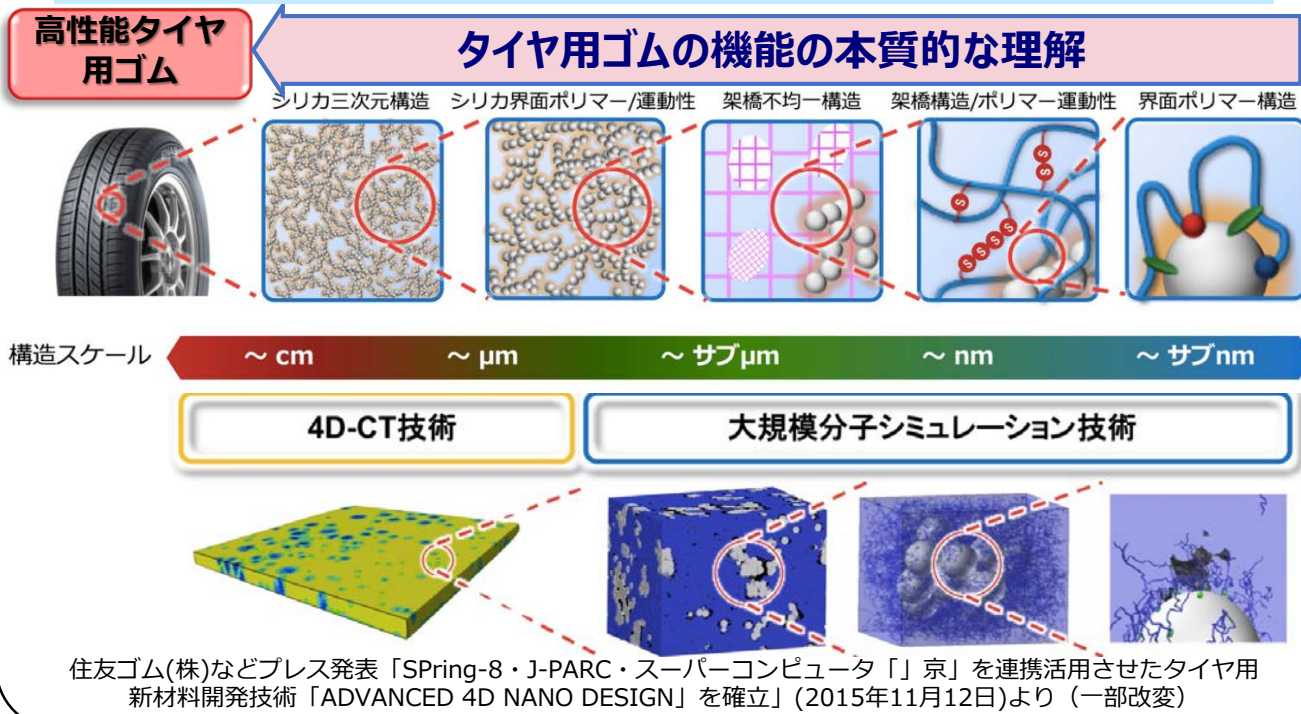 高性能タイヤ
用ゴム
タイヤ用ゴムの機能の本質的な理解
シリカ三次元構造
シリカ界面ポリマー/運動性
架橋不均一構造
架橋構造/ポリマー運動性
界面ポリマー構造
S
S
S
S
S
S
S
構造スケール
～ cm
～ μm
～ サブμm
～ nm
～ サブnm
4D-CT技術
大規模分子シミュレーション技術
住友ゴム(株)などプレス発表「SPring-8・J-PARC・スーパーコンピュータ「」京」を連携活用させたタイヤ用
新材料開発技術「ADVANCED 4D NANO DESIGN」を確立」(2015年11月12日)より（一部改変）